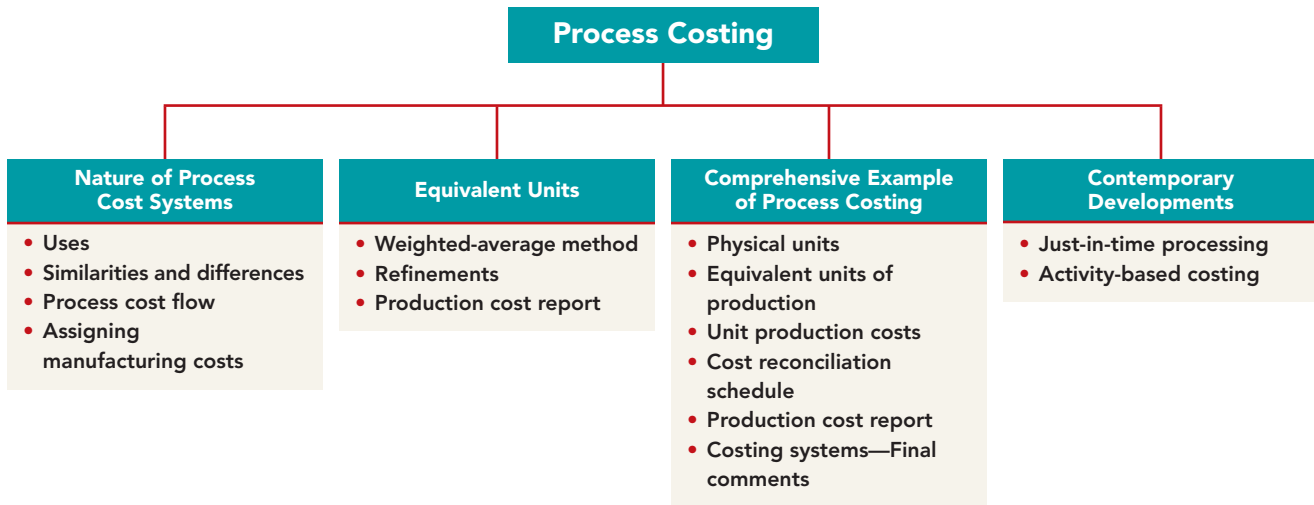 Process Costing
Nature of Process
Cost Systems
• Uses
• Similarities and differences
• Process cost flow
• Assigning
manufacturing costs
Equivalent Units
• Weighted-average method
• Refinements
• Production cost report
Comprehensive Example
of Process Costing
• Physical units
• Equivalent units of
production
• Unit production costs
• Cost reconciliation
schedule
• Production cost report
• Costing systems—Final
comments
Contemporary
Developments
• Just-in-time processing
• Activity-based costing